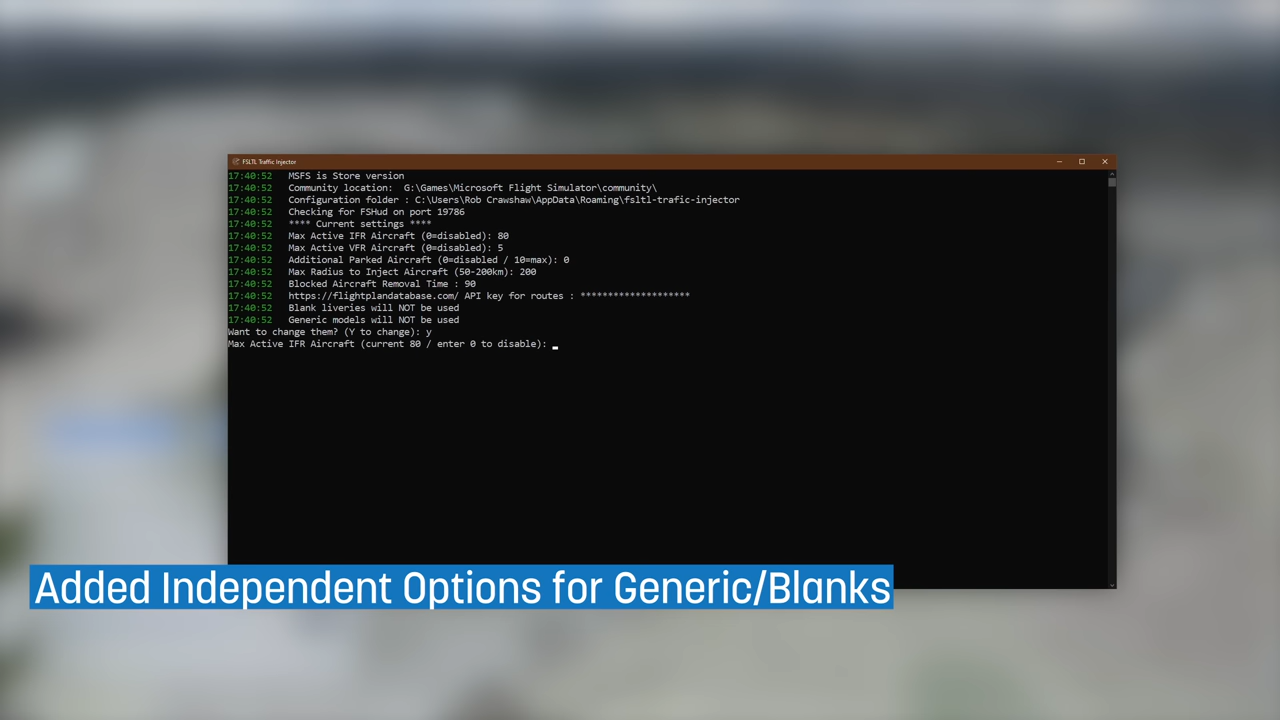 FSLTL Traffic Injector
17:40:52 MSFS is Store version
17:40:52 Community location: G:\Games\Microsoft Flight Simulator\community\
17:40:52 Configuration folder : C:\Users\Rob Crawshaw\AppData\Roaming\fsltl-trafic-injector
17:40:52 Checking for FSHud on port 19786
17:40:52 **** Current settings ****
17:40:52 Max Active IFR Aircraft (0=disabled): 80
17:40:52 Max Active VFR Aircraft (0=disabled): 5
17:40:52 Additional Parked Aircraft (0=disabled / 10=max): 0
17:40:52 Max Radius to Inject Aircraft (50-200km): 200
17:40:52 Blocked Aircraft Removal Time : 90
17:40:52 https://flightplandatabase.com/ API key for routes : ********************
17:40:52 Blank liveries will NOT be used
17:40:52 Generic models will NOT be used
Want to change them? (Y to change): y
Max Active IFR Aircraft (current 80 / enter 0 to disable): _
Added Independent Options for Generic/Blanks